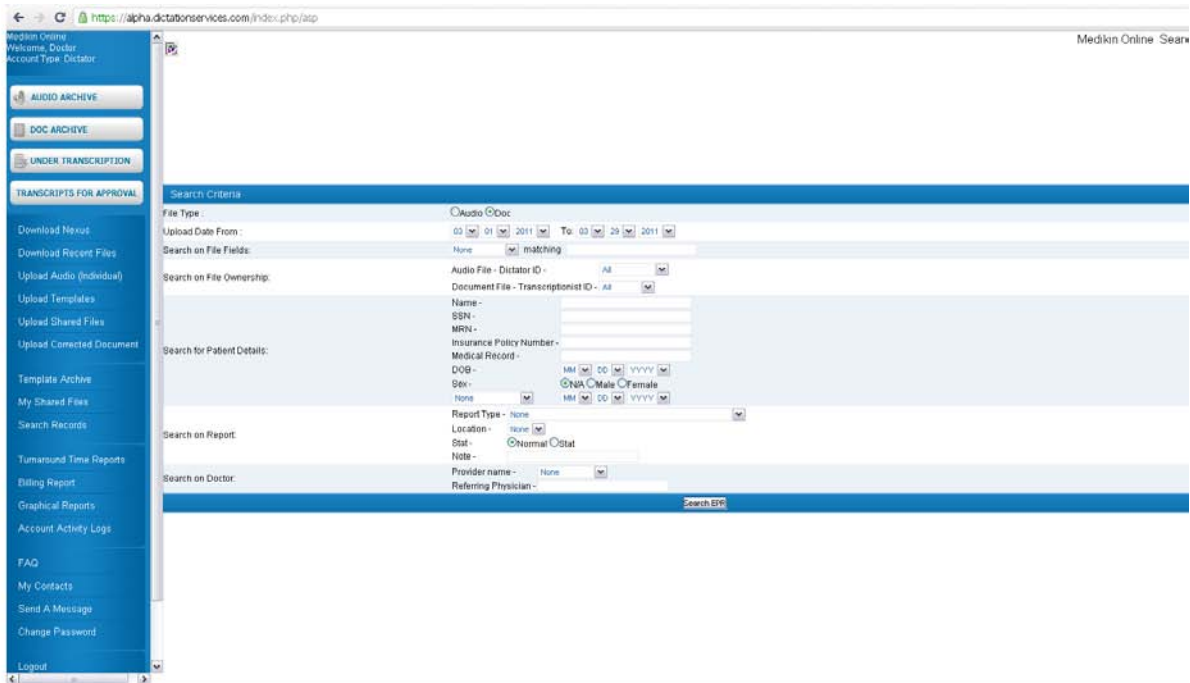 https://alpha.dictationservices.com/index.php/asp
Medikin Online
Welcome, Doctor
Account Type: Dictator
AUDIO ARCHIVE
DOC ARCHIVE
UNDER TRANSCRIPTION
TRANSCRIPTS FOR APPROVAL
Download Nexus
Download Recent Files
Upload Audio (Individual)
Upload Templates
Upload Shared Files
Upload Corrected Document
Template Archive
My Shared Files
Search Records
Turnaround Time Reports
Billing Report
Graphical Reports
Account Activity Logs
FAQ
My Contacts
Send A Message
Change Password
Logout
Medikin Online Sear
Search Criteria
File Type : Audio Doc
Upload Date From : 03 01 2011 To: 03 29 2011
Search on File Fields: None matching
Search on File Ownership:
Audio File - Dictator ID - All
Document File - Transcriptionist ID - All
Search for Patient Details:
Name -
SSN -
MRN -
Insurance Policy Number -
Medical Record -
DOB - MM DD YYYY
Sex - N/A Male Female
None MM DD YYYY
Search on Report:
Report Type - None
Location - None
Stat - Normal Stat
Note -
Search on Doctor:
Provider name - None
Referring Physician -
Search EPR